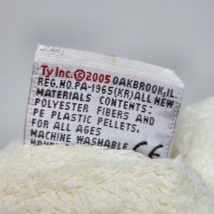 Ty Inc. ©2005 OAKBROOK, IL.
REG.NO.PA-1965(KR) ALL NEW
MATERIALS CONTENTS:
POLYESTER FIBERS AND
PE PLASTIC PELLETS.
FOR ALL AGES
MACHINE WASHABLE
CE